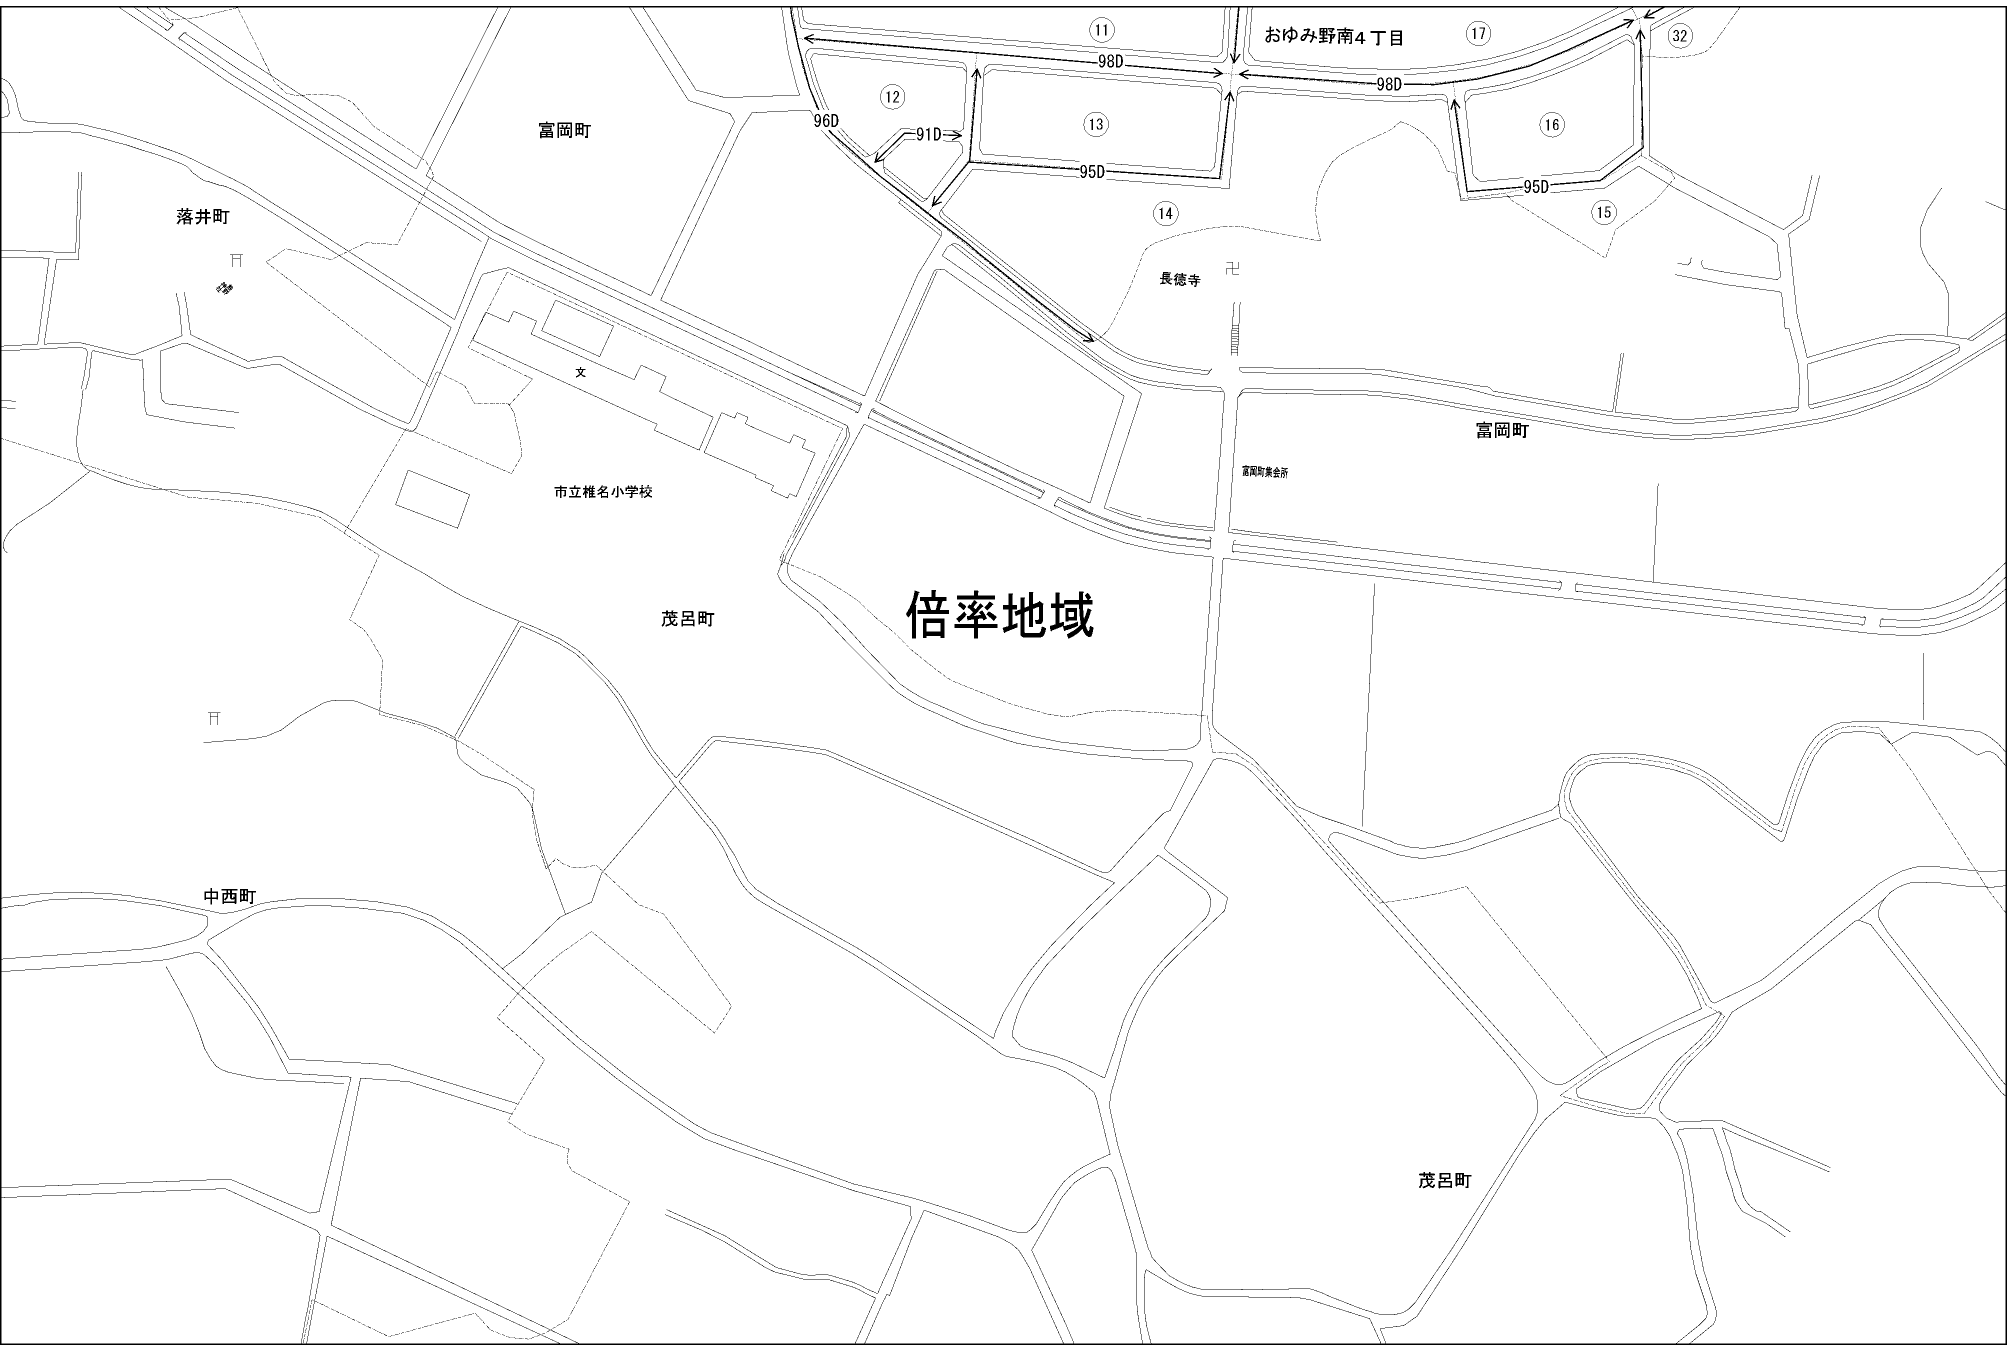 ⑪
おゆみ野南4丁目
⑰
㉜
98D
98D
⑫
96D
91D
⑬
⑯
富岡町
95D
95D
落井町
⑭
⑮
長徳寺
文
富岡町
富岡町集会所
市立椎名小学校
倍率地域
茂呂町
中西町
茂呂町